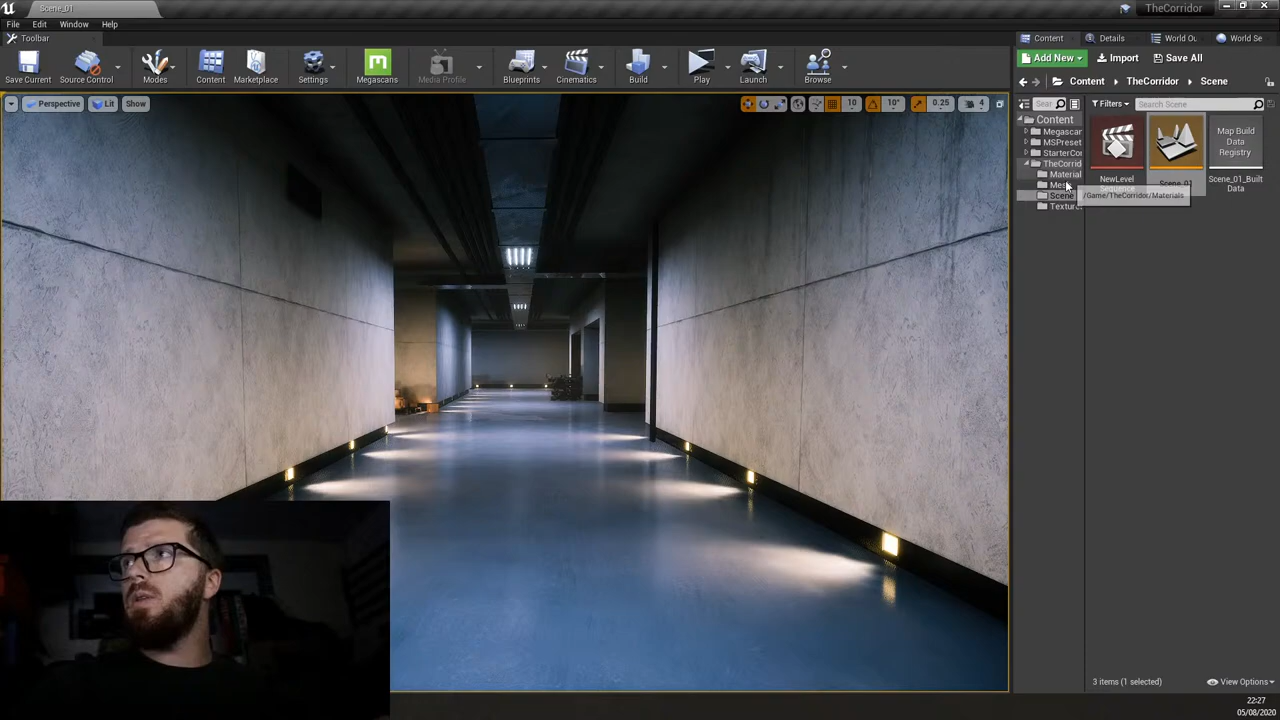 Scene_01
TheCorridor
File Edit Window Help
Toolbar
Content Details World Ou World Se
Save Current Source Control Modes Content Marketplace Settings Megascans Media Profile Blueprints Cinematics Build Play Launch Browse
Add New Import Save All
Content TheCorridor Scene
Perspective Lit Show 10 10° 0.25 4
Sear Filters Search Scene
Content
Megascan
MSPreset
StarterCon
TheCorrid
Material
Mes
Scene
Texture
Map Build
Data
Registry
NewLevel
Sequence
Scene_01
Scene_01_Built
Data
/Game/TheCorridor/Materials
3 items (1 selected) View Options
22:27
05/08/2020